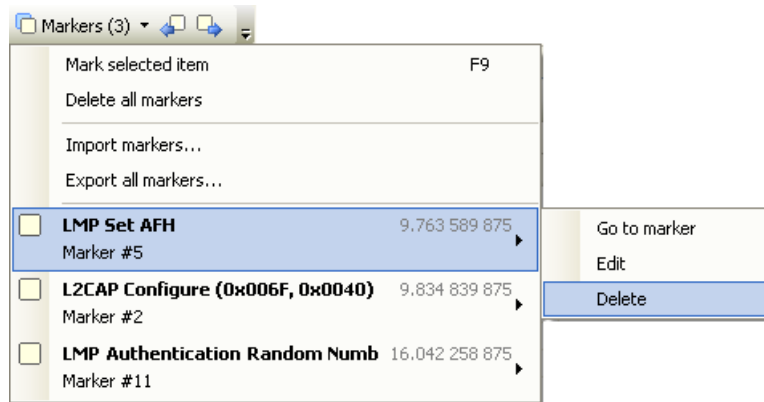 Markers (3)
Mark selected item F9
Delete all markers
Import markers...
Export all markers...
LMP Set AFH 9.763 589 875
Marker #5
L2CAP Configure (0x006F, 0x0040) 9.834 839 875
Marker #2
LMP Authentication Random Numb 16.042 258 875
Marker #11
Go to marker
Edit
Delete